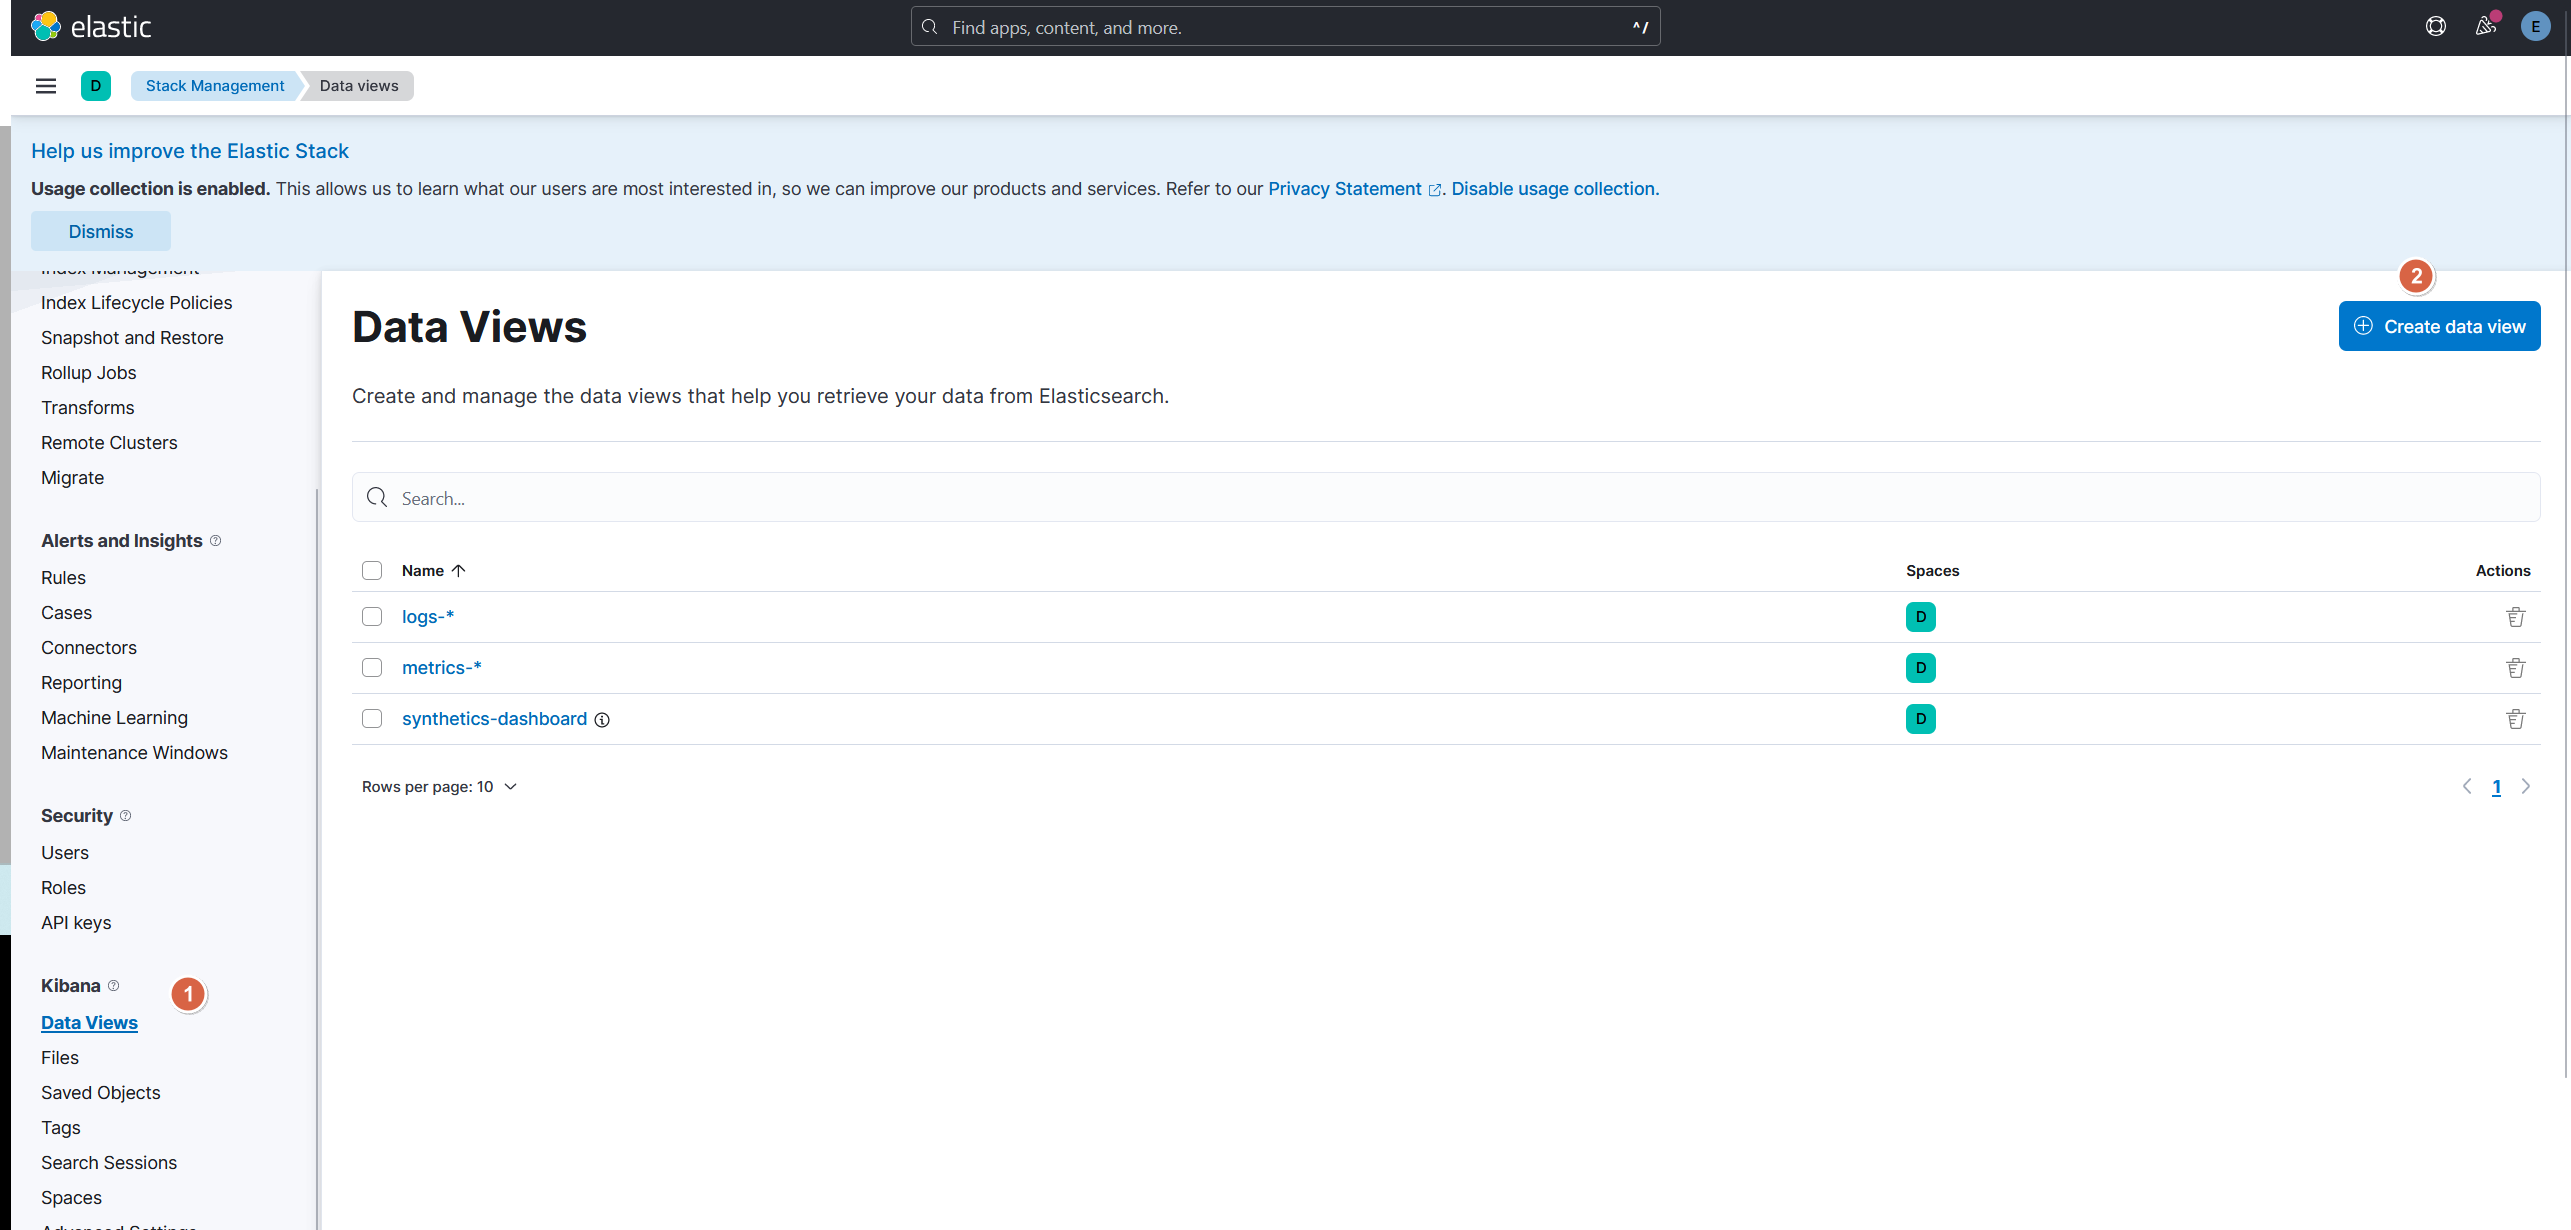 elastic
Find apps, content, and more.
^/
E
D
Stack Management
Data views
Help us improve the Elastic Stack
Usage collection is enabled. This allows us to learn what our users are most interested in, so we can improve our products and services. Refer to our Privacy Statement. Disable usage collection.
Dismiss
Index Management
Index Lifecycle Policies
Snapshot and Restore
Rollup Jobs
Transforms
Remote Clusters
Migrate
Alerts and Insights
Rules
Cases
Connectors
Reporting
Machine Learning
Maintenance Windows
Security
Users
Roles
API keys
Kibana
1
Data Views
Files
Saved Objects
Tags
Search Sessions
Spaces
Advanced Settings
2
Data Views
Create data view
Create and manage the data views that help you retrieve your data from Elasticsearch.
Search...
Name Spaces Actions
logs-* D
metrics-* D
synthetics-dashboard D
Rows per page: 10
1